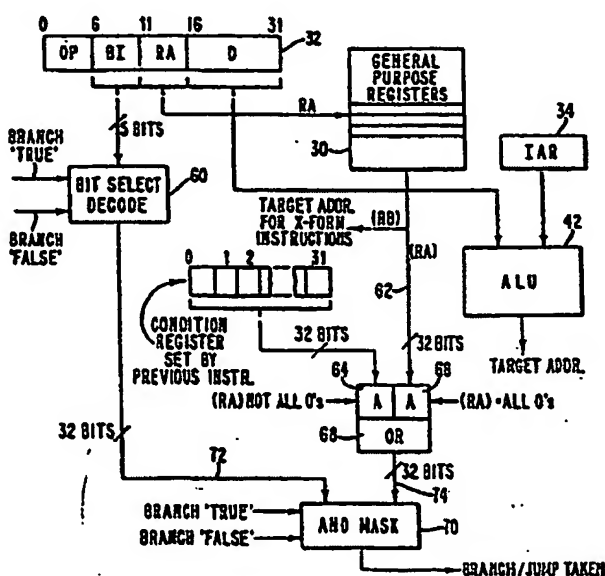 0 6 11 16 31
OP BI RA D
32
GENERAL
PURPOSE
REGISTERS
RA
30
34
IAR
5 BITS
BRANCH
"TRUE"
BIT SELECT
DECODE
60
BRANCH
"FALSE"
TARGET ADDR.
FOR X-FORM
INSTRUCTIONS
(RB)
(RA)
62
42
ALU
TARGET ADDR.
0 1 2 31
CONDITION
REGISTER
SET BY
PREVIOUS INSTR.
32 BITS
32 BITS
64
68
(RA) NOT ALL 0's
A A
(RA) = ALL 0's
68
OR
32 BITS
72
32 BITS
74
BRANCH "TRUE"
BRANCH "FALSE"
AND MASK
70
BRANCH/JUMP TAKEN